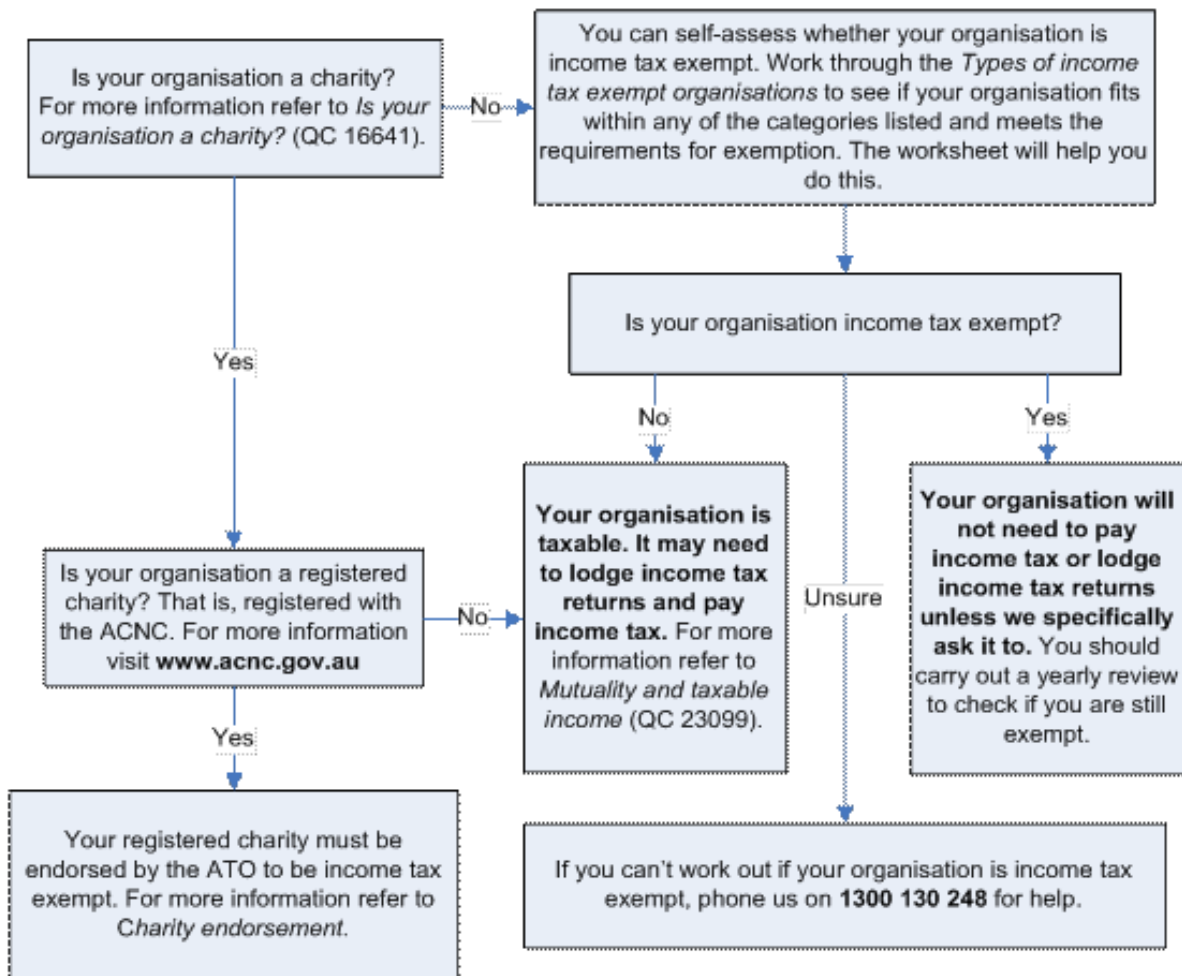 Is your organisation a charity?
For more information refer to Is your
organisation a charity? (QC 16641).
No
You can self-assess whether your organisation is
income tax exempt. Work through the Types of income
tax exempt organisations to see if your organisation fits
within any of the categories listed and meets the
requirements for exemption. The worksheet will help you
do this.
Is your organisation income tax exempt?
Yes
No
Yes
Your organisation is
taxable. It may need
to lodge income tax
returns and pay
income tax. For more
information refer to
Mutuality and taxable
income (QC 23099).
Unsure
Your organisation will
not need to pay
income tax or lodge
income tax returns
unless we specifically
ask it to. You should
carry out a yearly review
to check if you are still
exempt.
Is your organisation a registered
charity? That is, registered with
the ACNC. For more information
visit www.acnc.gov.au
No
Yes
Your registered charity must be
endorsed by the ATO to be income tax
exempt. For more information refer to
Charity endorsement.
If you can't work out if your organisation is income tax
exempt, phone us on 1300 130 248 for help.